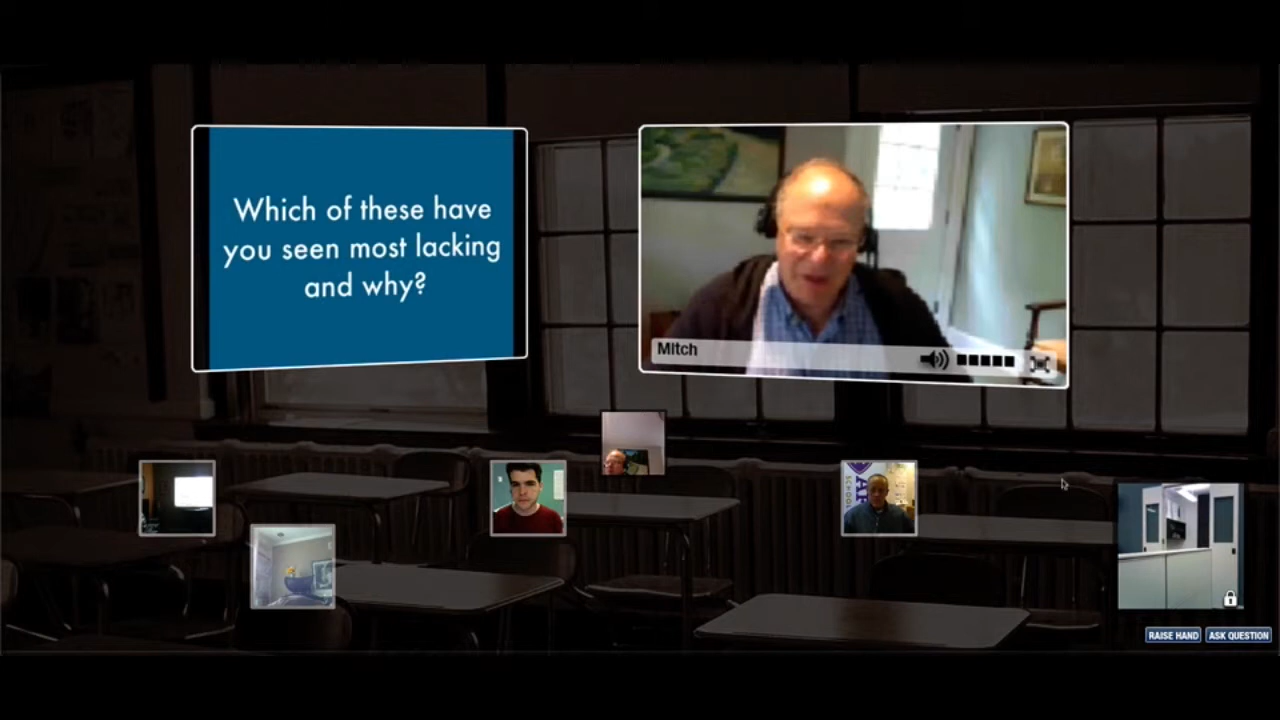 Which of these have
you seen most lacking
and why?
Mitch
RAISE HAND
ASK QUESTION